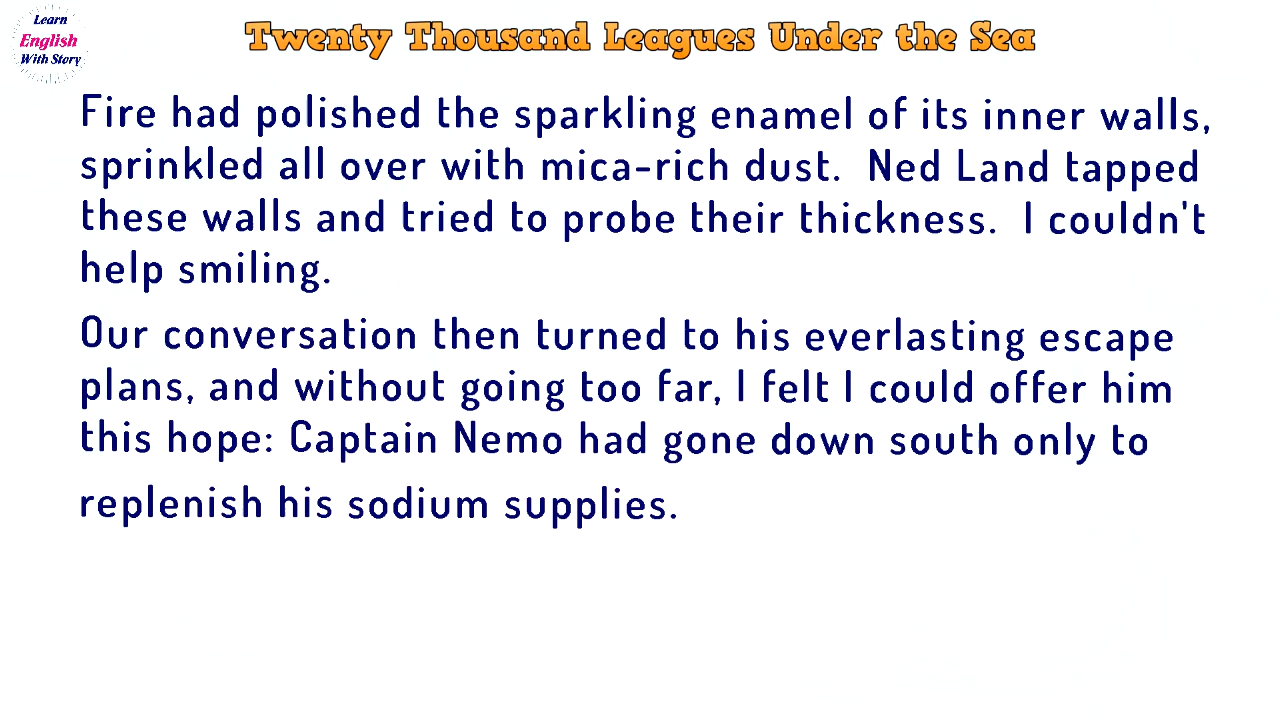 Learn
English
With Story
Twenty Thousand Leagues Under the Sea
Fire had polished the sparkling enamel of its inner walls,
sprinkled all over with mica-rich dust. Ned Land tapped
these walls and tried to probe their thickness. I couldn't
help smiling.
Our conversation then turned to his everlasting escape
plans, and without going too far, I felt I could offer him
this hope: Captain Nemo had gone down south only to
replenish his sodium supplies.